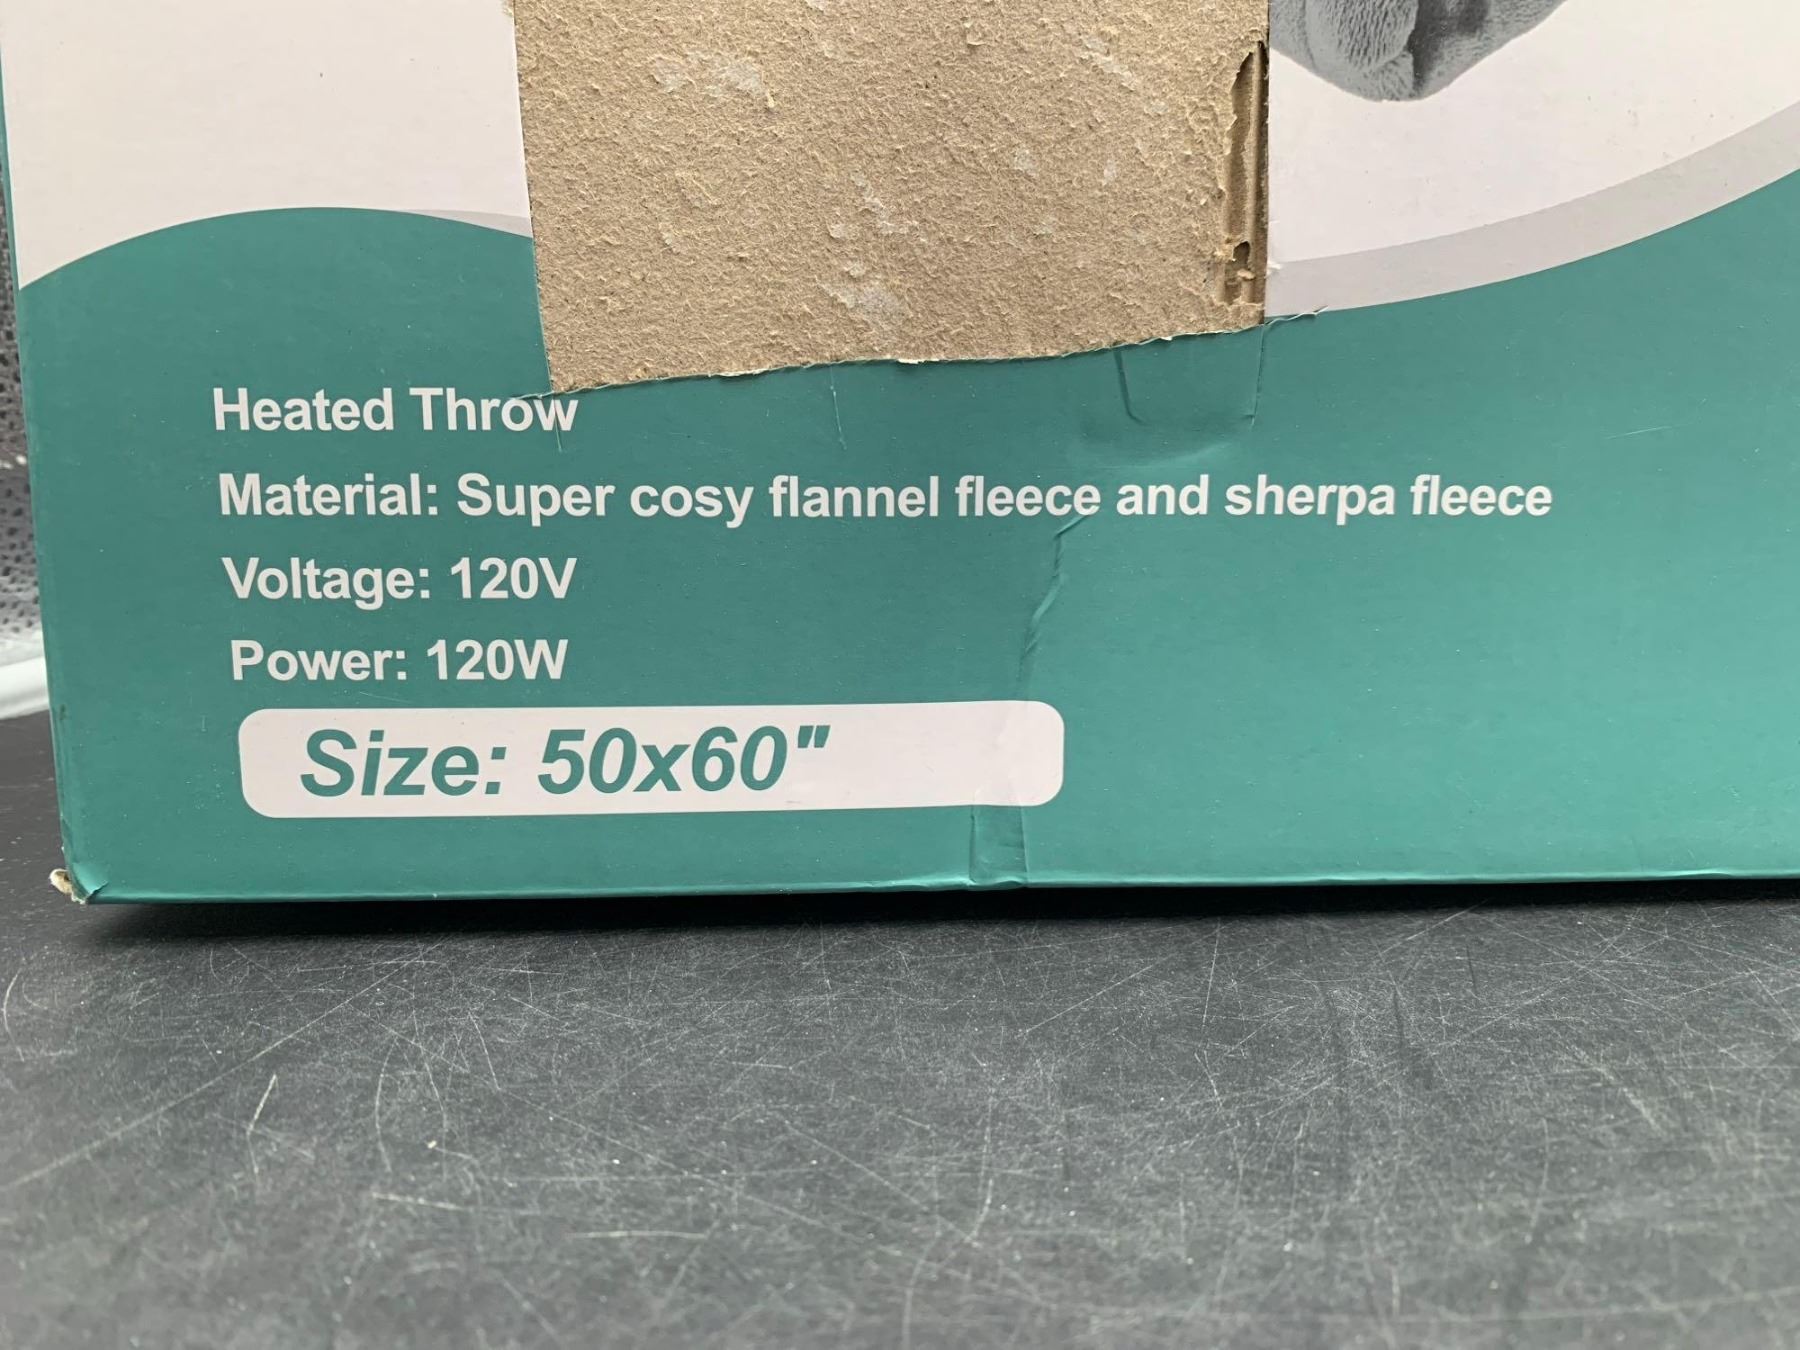 Heated Throw
Material: Super cosy flannel fleece and sherpa fleece
Voltage: 120V
Power: 120W
Size: 50x60"